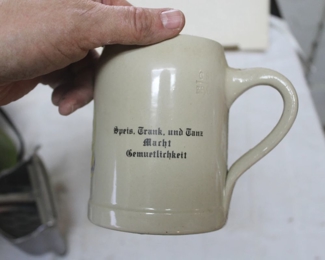 Speis. Trank, und Tanz
Macht
Gemuetlichkeit